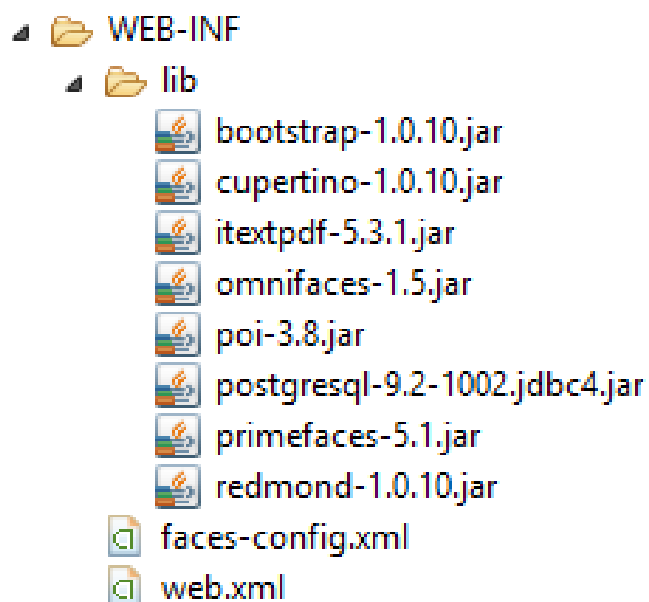 WEB-INF
lib
bootstrap-1.0.10.jar
cupertino-1.0.10.jar
itextpdf-5.3.1.jar
omnifaces-1.5.jar
poi-3.8.jar
postgresql-9.2-1002.jdbc4.jar
primefaces-5.1.jar
redmond-1.0.10.jar
faces-config.xml
web.xml